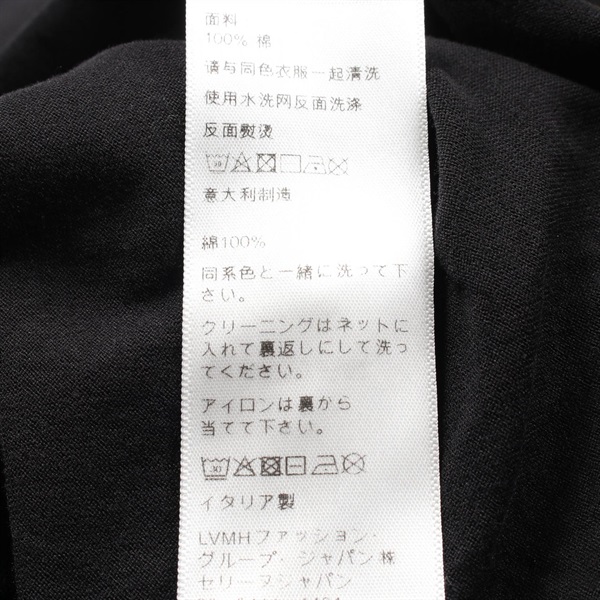 面料
100% 棉
请与同色衣服一起清洗
使用水洗网反面洗涤
反面熨烫
意大利制造
綿100%
同系色と一緒に洗って下
さい。
クリーニングはネットに
入れて裏返しにして洗っ
てください。
アイロンは裏から
当てて下さい。
イタリア製
LVMHファッション・
グループ・ジャパン㈱
セリーヌジャパン